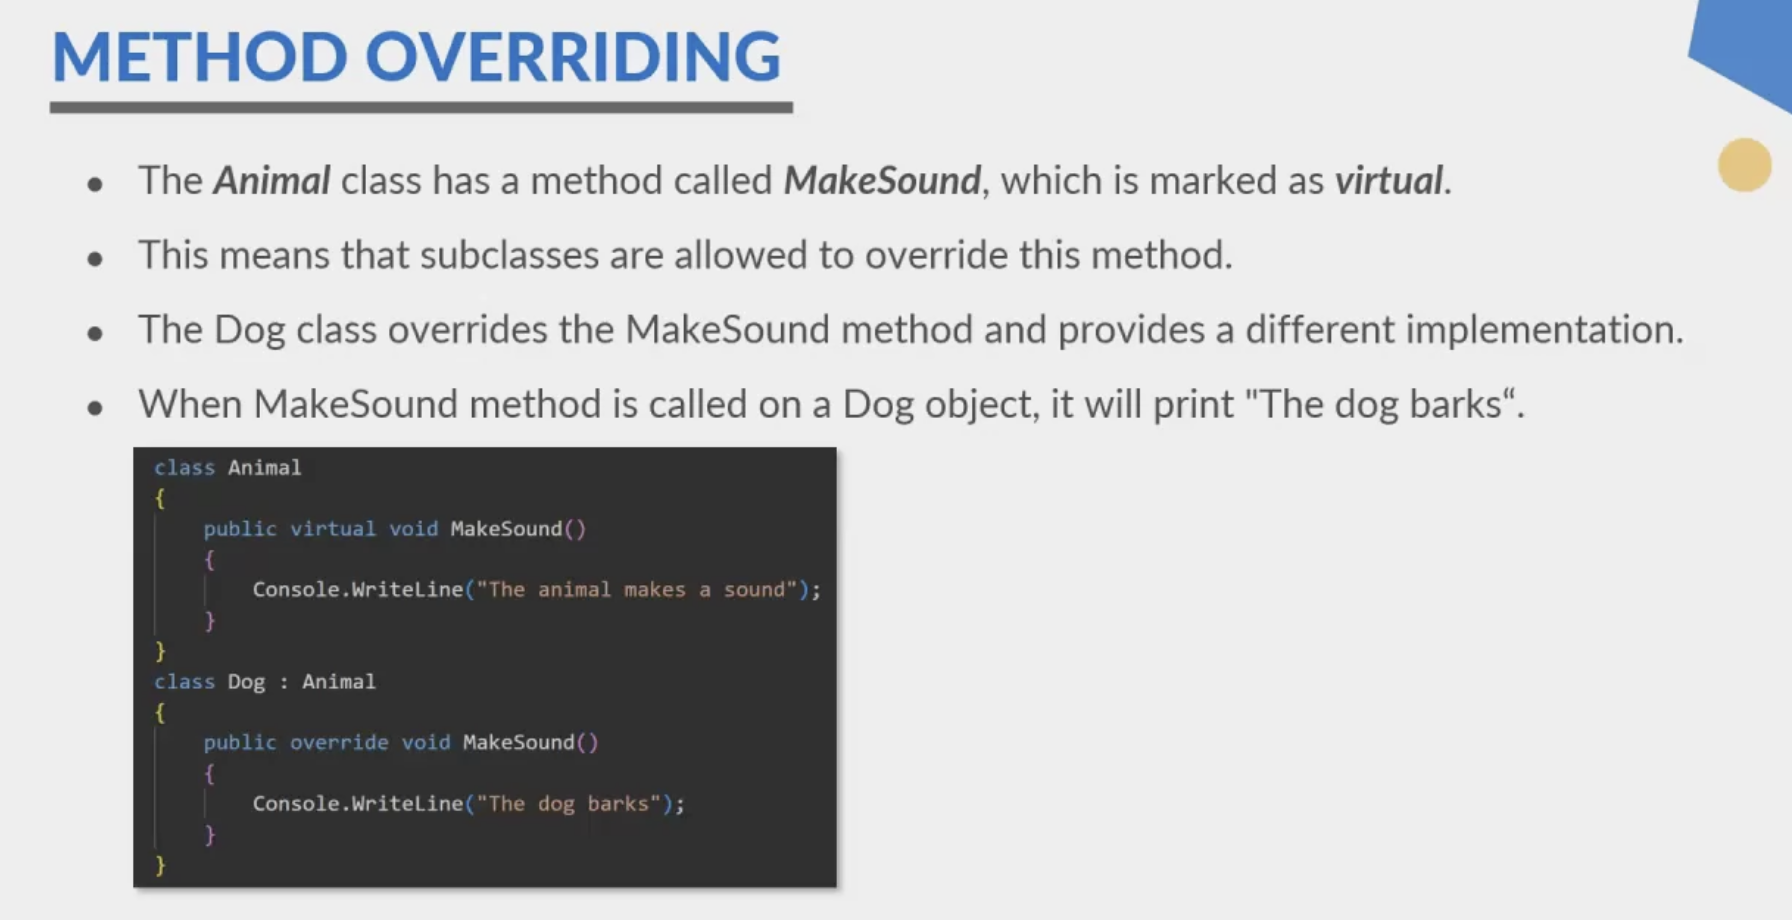 METHOD OVERRIDING
• The Animal class has a method called MakeSound, which is marked as virtual.
• This means that subclasses are allowed to override this method.
• The Dog class overrides the MakeSound method and provides a different implementation.
• When MakeSound method is called on a Dog object, it will print "The dog barks“.
class Animal
{
    public virtual void MakeSound()
    {
        Console.WriteLine("The animal makes a sound");
    }
}
class Dog : Animal
{
    public override void MakeSound()
    {
        Console.WriteLine("The dog barks");
    }
}